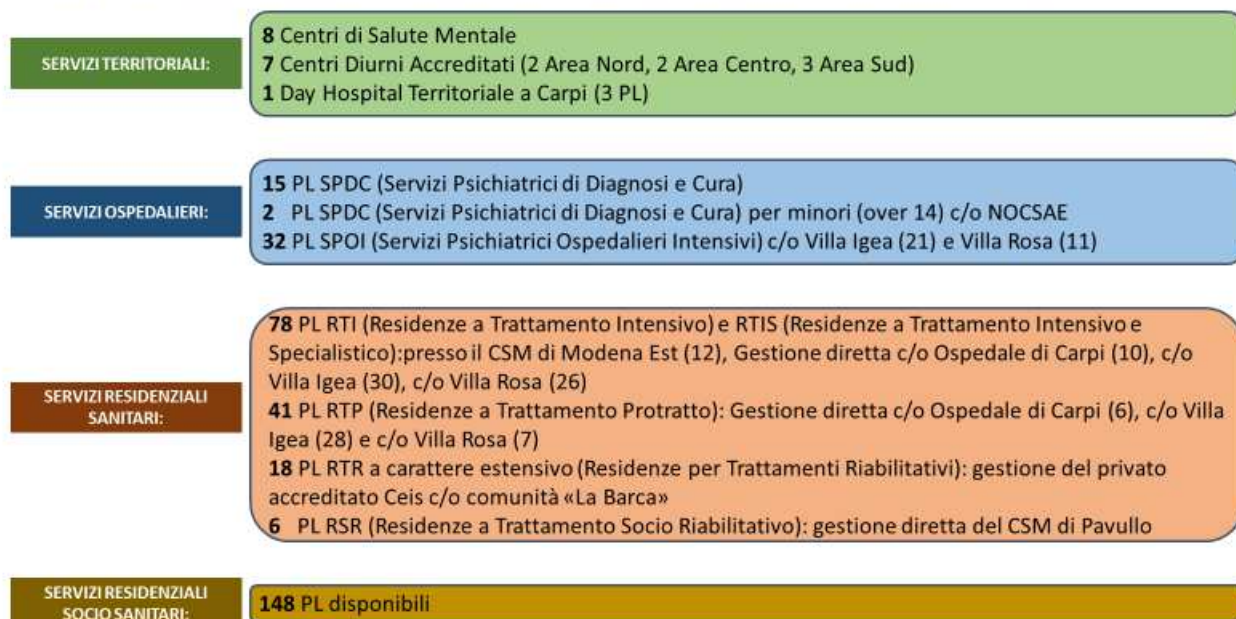 SERVIZI TERRITORIALI:
8 Centri di Salute Mentale
7 Centri Diurni Accreditati (2 Area Nord, 2 Area Centro, 3 Area Sud)
1 Day Hospital Territoriale a Carpi (3 PL)
SERVIZI OSPEDALIERI:
15 PL SPDC (Servizi Psichiatrici di Diagnosi e Cura)
2 PL SPDC (Servizi Psichiatrici di Diagnosi e Cura) per minori (over 14) c/o NOCSAE
32 PL SPOI (Servizi Psichiatrici Ospedalieri Intensivi) c/o Villa Igea (21) e Villa Rosa (11)
SERVIZI RESIDENZIALI
SANITARI:
78 PL RTI (Residenze a Trattamento Intensivo) e RTIS (Residenze a Trattamento Intensivo e
Specialistico):presso il CSM di Modena Est (12), Gestione diretta c/o Ospedale di Carpi (10), c/o
Villa Igea (30), c/o Villa Rosa (26)
41 PL RTP (Residenze a Trattamento Protratto): Gestione diretta c/o Ospedale di Carpi (6), c/o Villa
Igea (28) e c/o Villa Rosa (7)
18 PL RTR a carattere estensivo (Residenze per Trattamenti Riabilitativi): gestione del privato
accreditato Ceis c/o comunità «La Barca»
6 PL RSR (Residenze a Trattamento Socio Riabilitativo): gestione diretta del CSM di Pavullo
SERVIZI RESIDENZIALI
SOCIO SANITARI:
148 PL disponibili